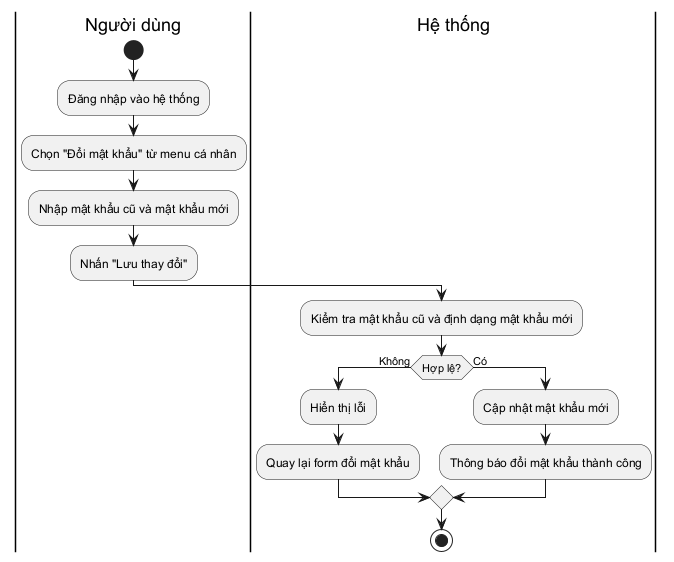 Người dùng
Hệ thống
Đăng nhập vào hệ thống
Chọn "Đổi mật khẩu" từ menu cá nhân
Nhập mật khẩu cũ và mật khẩu mới
Nhấn "Lưu thay đổi"
Kiểm tra mật khẩu cũ và định dạng mật khẩu mới
Không
Hợp lệ?
Có
Hiển thị lỗi
Cập nhật mật khẩu mới
Quay lại form đổi mật khẩu
Thông báo đổi mật khẩu thành công